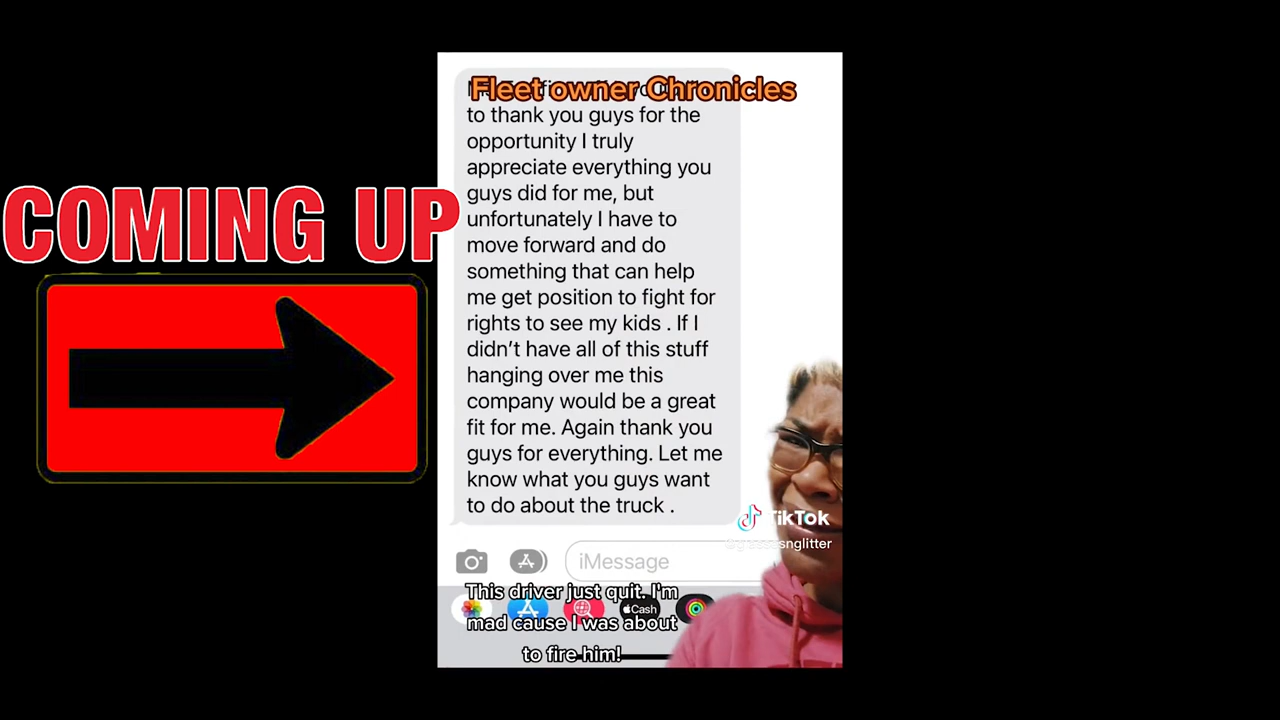 COMING UP
Fleet owner Chronicles
to thank you guys for the
opportunity I truly
appreciate everything you
guys did for me, but
unfortunately I have to
move forward and do
something that can help
me get position to fight for
rights to see my kids . If I
didn't have all of this stuff
hanging over me this
company would be a great
fit for me. Again thank you
guys for everything. Let me
know what you guys want
to do about the truck .
TikTok
iMessage
This driver just quit. I'm
mad cause I was about
to fire him!
Cash